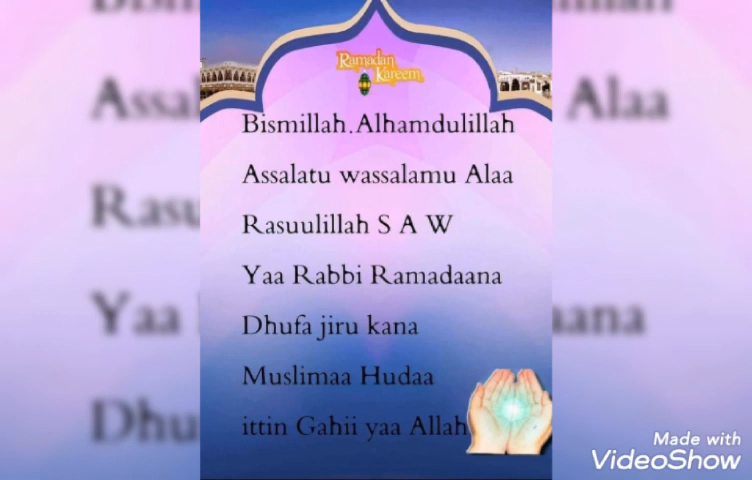 Ramadan
Kareem
Bismillah.Alhamdulillah
Assalatu wassalamu Alaa
Rasuulillah S A W
Yaa Rabbi Ramadaana
Dhufa jiru kana
Muslimaa Hudaa
ittin Gahii yaa Allah
Made with
VideoShow